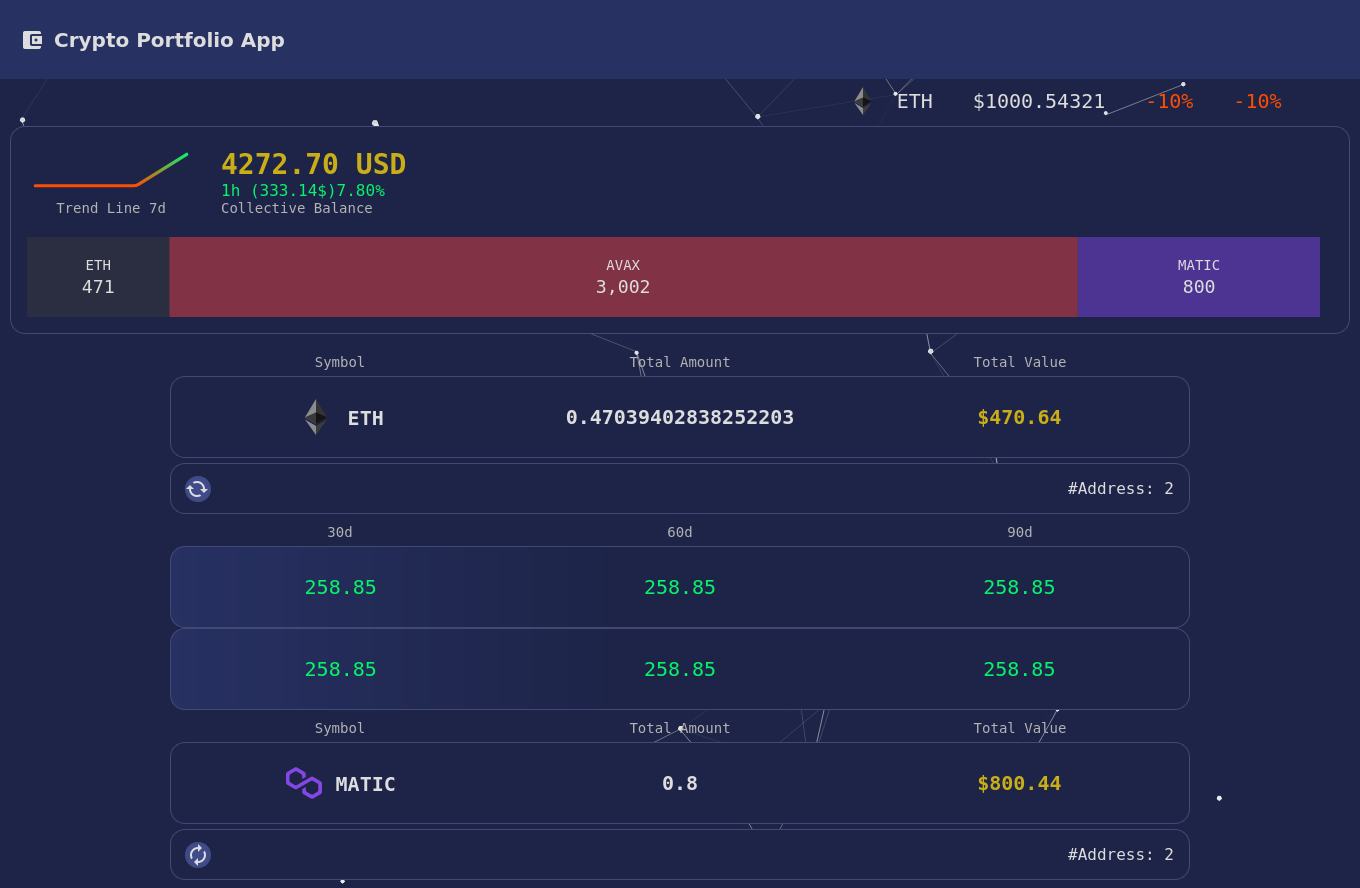 Crypto Portfolio App
ETH $1000.54321 -10% -10%
4272.70 USD
1h (333.14$)7.80%
Trend Line 7d Collective Balance
ETH AVAX MATIC
471 3,002 800
Symbol Total Amount Total Value
ETH 0.47039402838252203 $470.64
#Address: 2
30d 60d 90d
258.85 258.85 258.85
258.85 258.85 258.85
Symbol Total Amount Total Value
MATIC 0.8 $800.44
#Address: 2